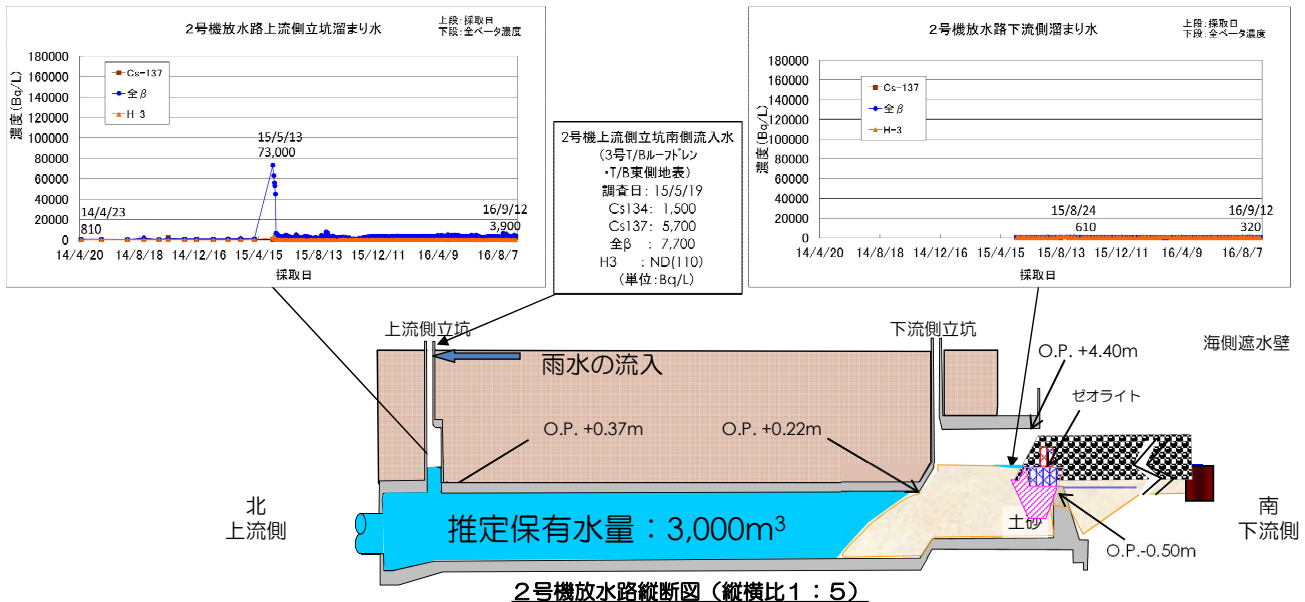 2号機放水路上流側立坑溜まり水
上段:採取日
下段:全ベータ濃度
濃度(Bq/L)
180000
160000
140000
120000
100000
80000
60000
40000
20000
0
Cs-137
全β
H-3
15/5/13
73,000
14/4/23
810
16/9/12
3,900
14/4/20 14/8/18 14/12/16 15/4/15 15/8/13 15/12/11 16/4/9 16/8/7
採取日
2号機上流側立坑南側流入水
(3号T/Bルーフドレン
・T/B東側地表)
調査日:15/5/19
Cs134: 1,500
Cs137: 5,700
全β : 7,700
H3 : ND(110)
(単位:Bq/L)
2号機放水路下流側溜まり水
上段:採取日
下段:全ベータ濃度
濃度(Bq/L)
180000
160000
140000
120000
100000
80000
60000
40000
20000
0
Cs-137
全β
H-3
15/8/24
610
16/9/12
320
14/4/20 14/8/18 14/12/16 15/4/15 15/8/13 15/12/11 16/4/9 16/8/7
採取日
上流側立坑
下流側立坑
海側遮水壁
O.P. +4.40m
雨水の流入
ゼオライト
O.P. +0.37m
O.P. +0.22m
北
上流側
推定保有水量:3,000m³
土砂
南
下流側
O.P.-0.50m
2号機放水路縦断図(縦横比1:5)